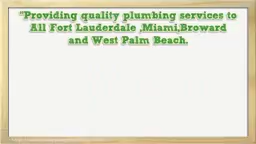 "Providing quality plumbing services to
All Fort Lauderdale ,Miami,Broward
and West Palm Beach.